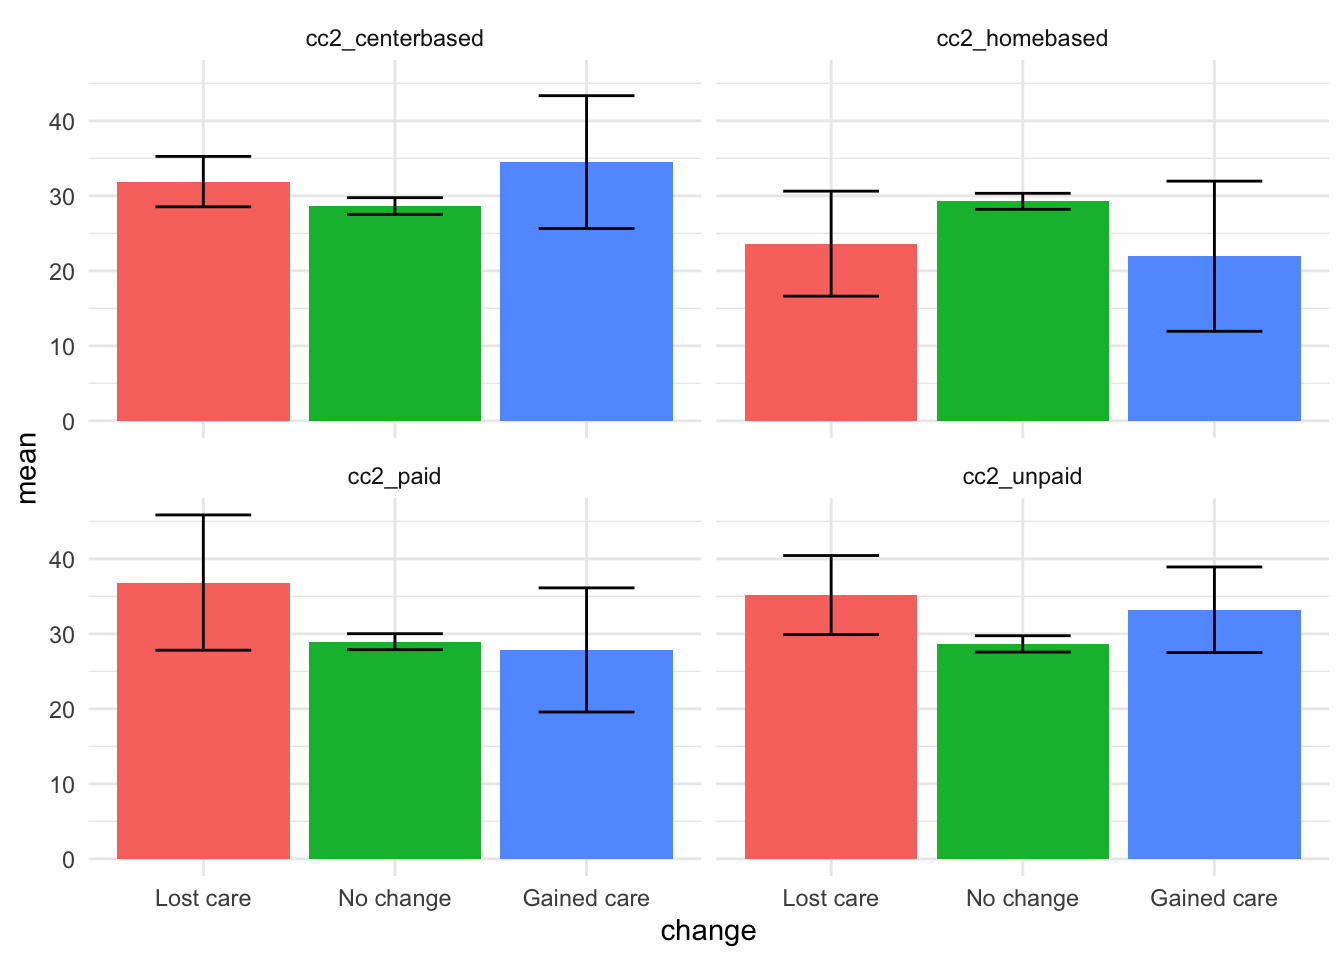 cc2_centerbased
cc2_homebased
40
30
20
10
0
cc2_paid
cc2_unpaid
40
30
20
10
0
mean
Lost care No change Gained care
Lost care No change Gained care
change